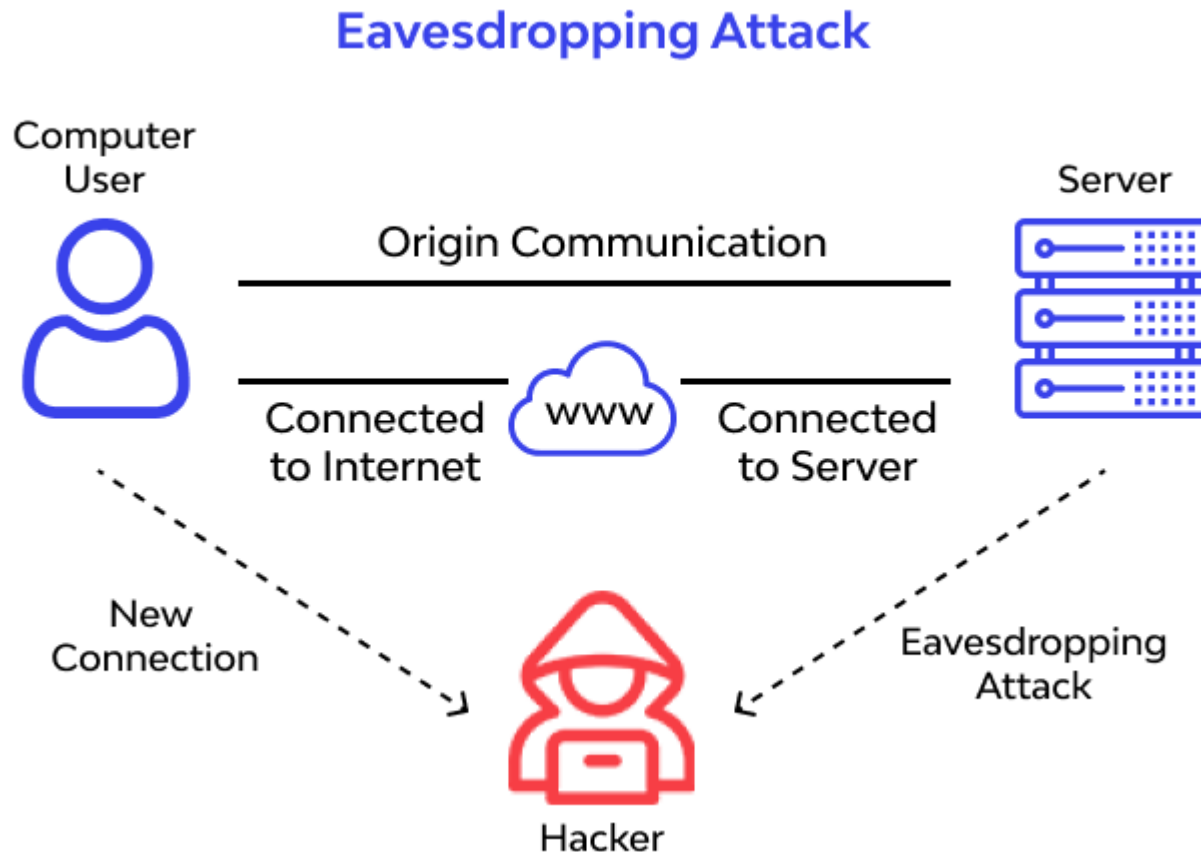 Eavesdropping Attack
Computer
User
Server
Origin Communication
www
Connected
to Internet
Connected
to Server
New
Connection
Eavesdropping
Attack
Hacker